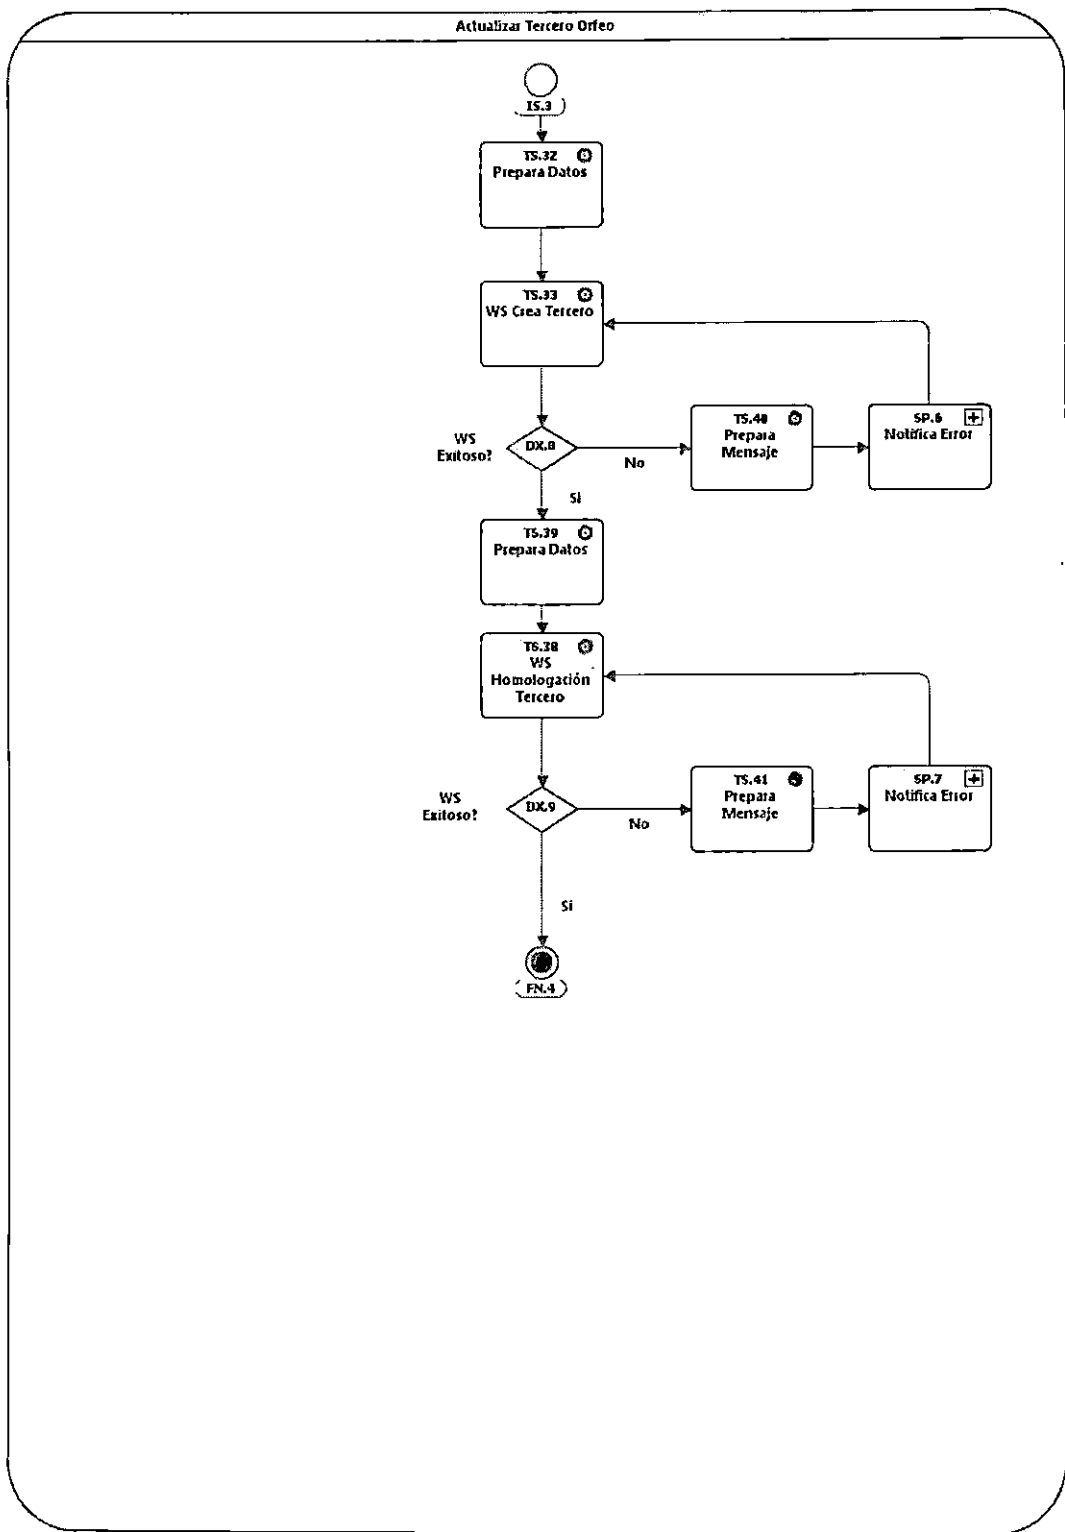 Actualizar Tercero Orfeo
IS.3
TS.32
Prepara Datos
TS.33
WS Crea Tercero
WS
Exitoso?
DX.8
No
TS.40
Prepara
Mensaje
SP.6
Notifica Error
Si
TS.39
Prepara Datos
TS.38
WS
Homologación
Tercero
WS
Exitoso?
DX.9
No
TS.41
Prepara
Mensaje
SP.7
Notifica Error
Si
FN.4